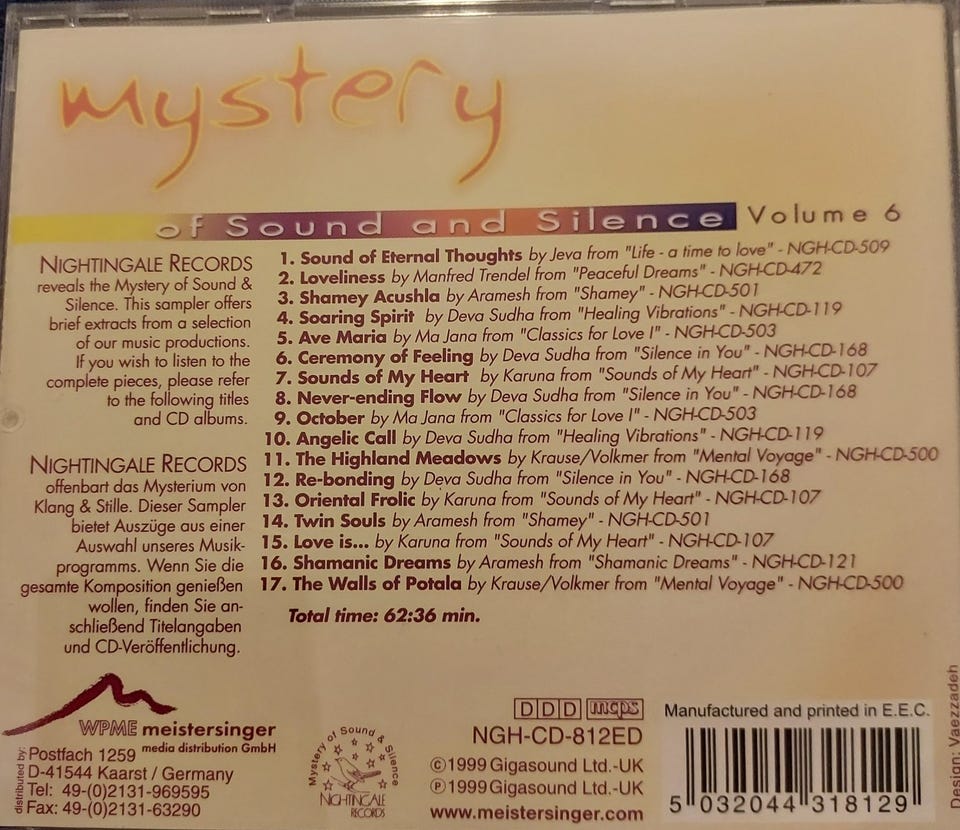 mystery
of Sound and Silence Volume 6
NIGHTINGALE RECORDS
reveals the Mystery of Sound &
Silence. This sampler offers
brief extracts from a selection
of our music productions.
If you wish to listen to the
complete pieces, please refer
to the following titles
and CD albums.
NIGHTINGALE RECORDS
offenbart das Mysterium von
Klang & Stille. Dieser Sampler
bietet Auszüge aus einer
Auswahl unseres Musik-
programms. Wenn Sie die
gesamte Komposition genießen
wollen, finden Sie an-
schließend Titelangaben
und CD-Veröffentlichung.
1. Sound of Eternal Thoughts by Jeva from "Life - a time to love" - NGH-CD-509
2. Loveliness by Manfred Trendel from "Peaceful Dreams" - NGH-CD-472
3. Shamey Acushla by Aramesh from "Shamey" - NGH-CD-501
4. Soaring Spirit by Deva Sudha from "Healing Vibrations" - NGH-CD-119
5. Ave Maria by Ma Jana from "Classics for Love I" - NGH-CD-503
6. Ceremony of Feeling by Deva Sudha from "Silence in You" - NGH-CD-168
7. Sounds of My Heart by Karuna from "Sounds of My Heart" - NGH-CD-107
8. Never-ending Flow by Deva Sudha from "Silence in You" - NGH-CD-168
9. October by Ma Jana from "Classics for Love I" - NGH-CD-503
10. Angelic Call by Deva Sudha from "Healing Vibrations" - NGH-CD-119
11. The Highland Meadows by Krause/Volkmer from "Mental Voyage" - NGH-CD-500
12. Re-bonding by Deva Sudha from "Silence in You" - NGH-CD-168
13. Oriental Frolic by Karuna from "Sounds of My Heart" - NGH-CD-107
14. Twin Souls by Aramesh from "Shamey" - NGH-CD-501
15. Love is... by Karuna from "Sounds of My Heart" - NGH-CD-107
16. Shamanic Dreams by Aramesh from "Shamanic Dreams" - NGH-CD-121
17. The Walls of Potala by Krause/Volkmer from "Mental Voyage" - NGH-CD-500
Total time: 62:36 min.
WPME meistersinger
media distribution GmbH
distributed by:
Postfach 1259
D-41544 Kaarst / Germany
Tel: 49-(0)2131-969595
Fax: 49-(0)2131-63290
Mystery of Sound & Silence
NIGHTINGALE
RECORDS
DDD mcps
NGH-CD-812ED
©1999 Gigasound Ltd.-UK
℗1999 Gigasound Ltd.-UK
www.meistersinger.com
Manufactured and printed in E.E.C.
5 032044 318129
Design: Vaezzadeh